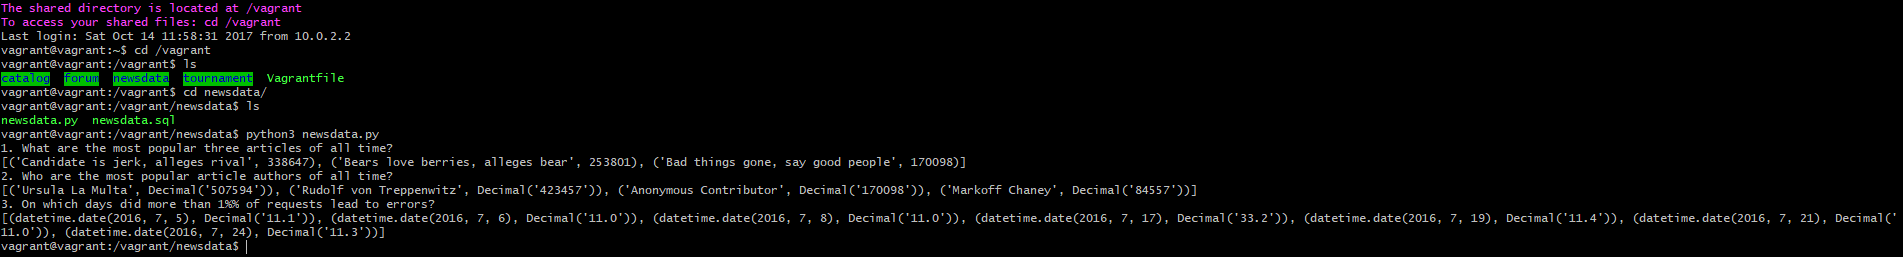 The shared directory is located at /vagrant
To access your shared files: cd /vagrant
Last login: Sat Oct 14 11:58:31 2017 from 10.0.2.2
vagrant@vagrant:~$ cd /vagrant
vagrant@vagrant:/vagrant$ ls
catalog  forum  newsdata  tournament  Vagrantfile
vagrant@vagrant:/vagrant$ cd newsdata/
vagrant@vagrant:/vagrant/newsdata$ ls
newsdata.py  newsdata.sql
vagrant@vagrant:/vagrant/newsdata$ python3 newsdata.py
1. What are the most popular three articles of all time?
[('Candidate is jerk, alleges rival', 338647), ('Bears love berries, alleges bear', 253801), ('Bad things gone, say good people', 170098)]
2. Who are the most popular article authors of all time?
[('Ursula La Multa', Decimal('507594')), ('Rudolf von Treppenwitz', Decimal('423457')), ('Anonymous Contributor', Decimal('170098')), ('Markoff Chaney', Decimal('84557'))]
3. On which days did more than 1%% of requests lead to errors?
[(datetime.date(2016, 7, 5), Decimal('11.1')), (datetime.date(2016, 7, 6), Decimal('11.0')), (datetime.date(2016, 7, 8), Decimal('11.0')), (datetime.date(2016, 7, 17), Decimal('33.2')), (datetime.date(2016, 7, 19), Decimal('11.4')), (datetime.date(2016, 7, 21), Decimal('
11.0')), (datetime.date(2016, 7, 24), Decimal('11.3'))]
vagrant@vagrant:/vagrant/newsdata$